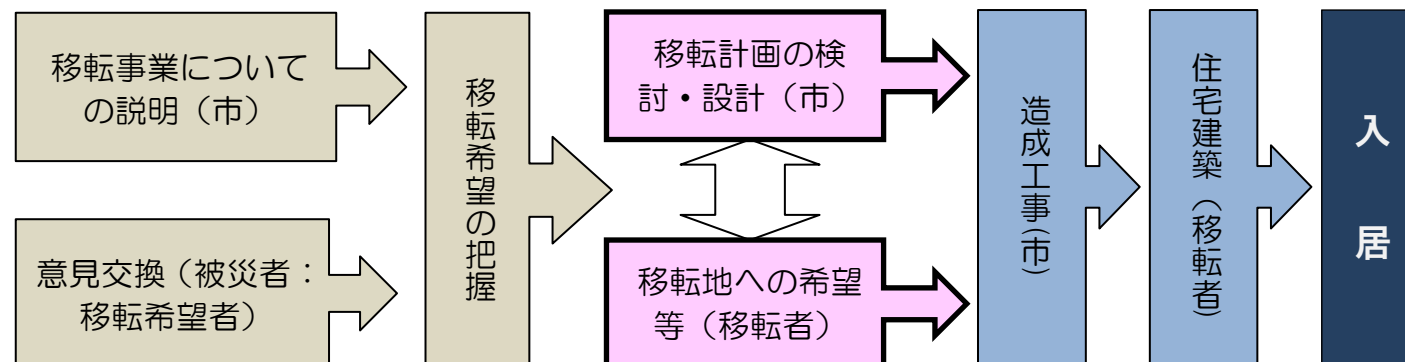 移転事業について
の説明（市）
意見交換（被災者：
移転希望者）
移転希望の把握
移転計画の検
討・設計（市）
移転地への希望
等（移転者）
造成工事（市）
住宅建築（移転者）
入居